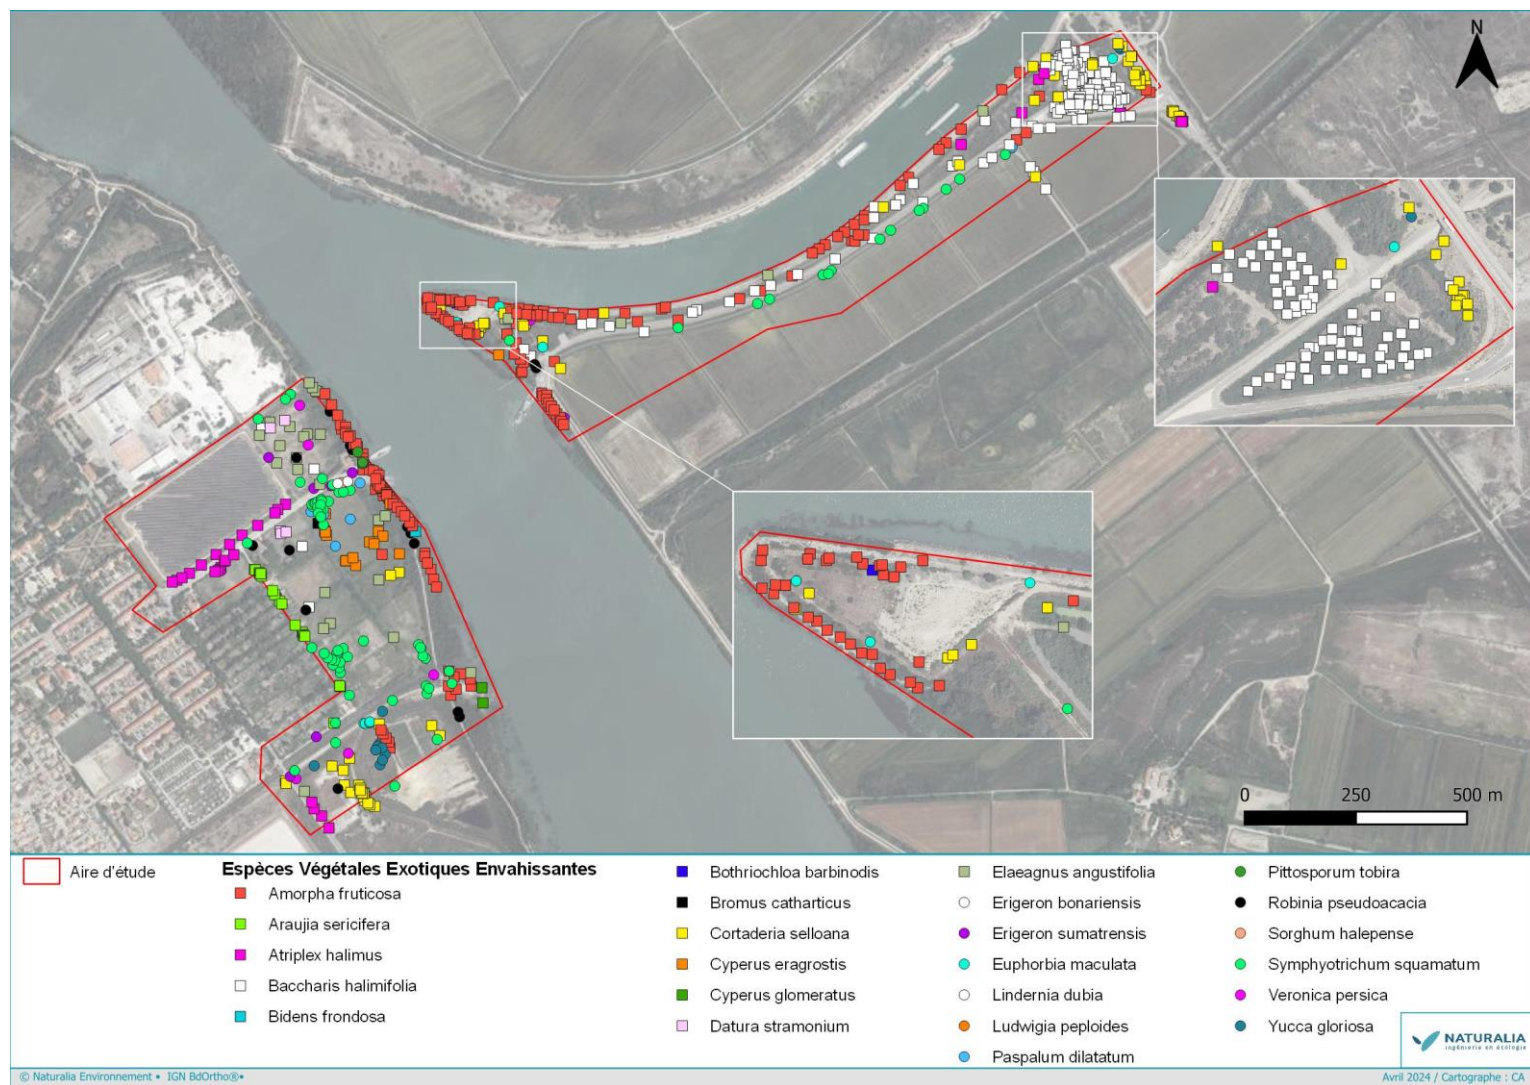 N
0 250 500 m
Aire d'étude
Espèces Végétales Exotiques Envahissantes
Amorpha fruticosa
Araujia sericifera
Atriplex halimus
Baccharis halimifolia
Bidens frondosa
Bothriochloa barbinodis
Bromus catharticus
Cortaderia selloana
Cyperus eragrostis
Cyperus glomeratus
Datura stramonium
Elaeagnus angustifolia
Erigeron bonariensis
Erigeron sumatrensis
Euphorbia maculata
Lindernia dubia
Ludwigia peploides
Paspalum dilatatum
Pittosporum tobira
Robinia pseudoacacia
Sorghum halepense
Symphyotrichum squamatum
Veronica persica
Yucca gloriosa
NATURALIA
ingénierie en écologie
© Naturalia Environnement • IGN BdOrtho®•
Avril 2024 / Cartographe : CA